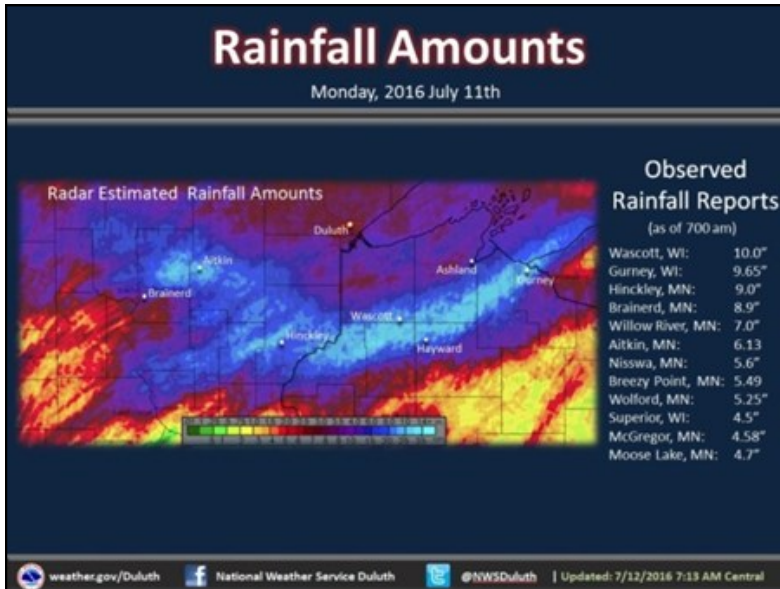 Rainfall Amounts
Monday, 2016 July 11th
Radar Estimated Rainfall Amounts
Duluth
Aitkin
Brainerd
Ashland
Gurney
Wascott
Hinckley
Hayward
Observed
Rainfall Reports
(as of 700 am)
Wascott, WI: 10.0"
Gurney, WI: 9.65"
Hinckley, MN: 9.0"
Brainerd, MN: 8.9"
Willow River, MN: 7.0"
Aitkin, MN: 6.13
Nisswa, MN: 5.6"
Breezy Point, MN: 5.49
Wolford, MN: 5.25"
Superior, WI: 4.5"
McGregor, MN: 4.58"
Moose Lake, MN: 4.7"
weather.gov/Duluth National Weather Service Duluth @NWSDuluth | Updated: 7/12/2016 7:13 AM Central